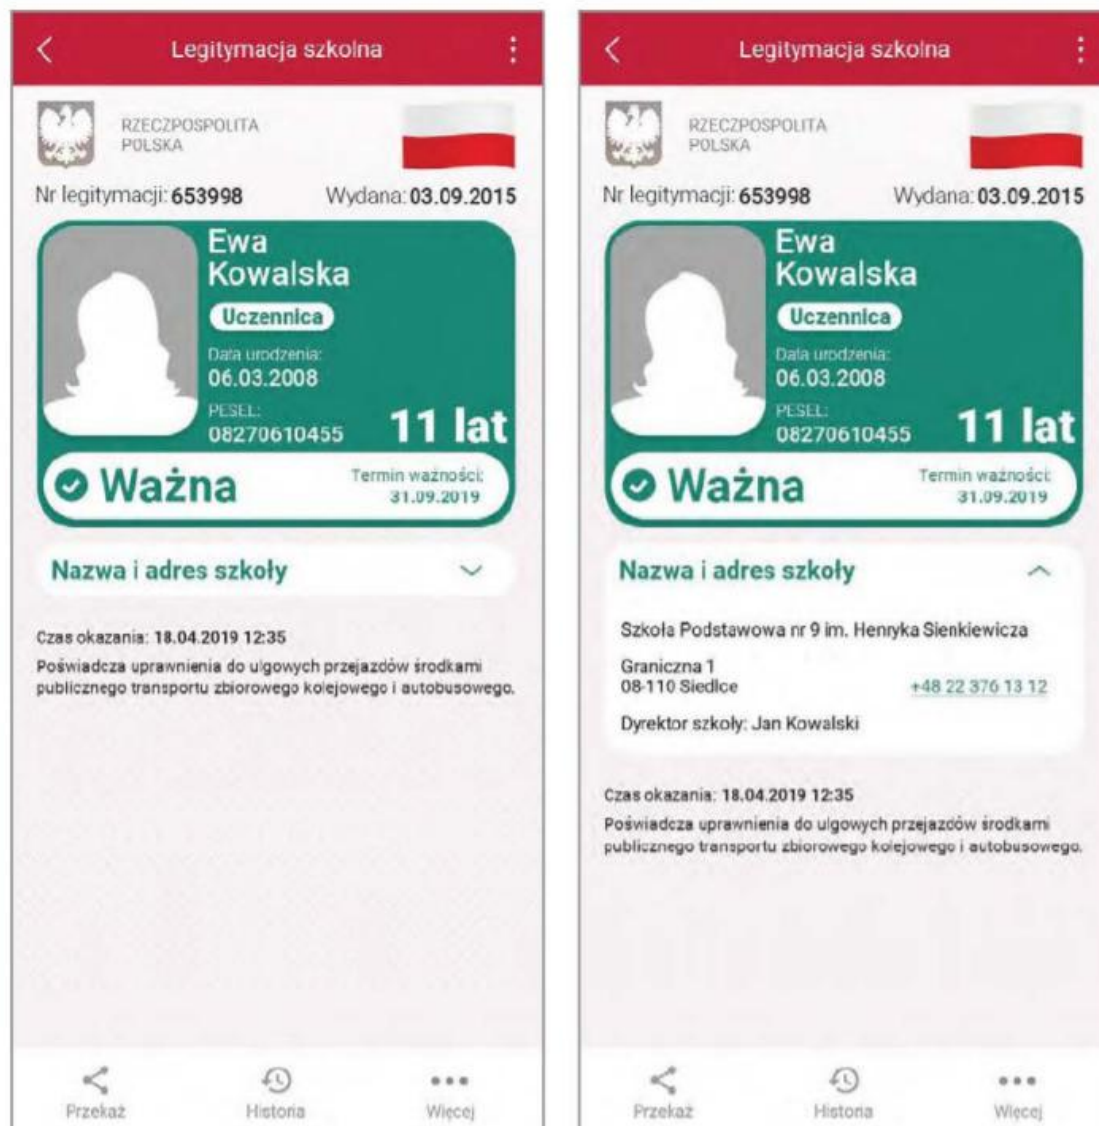 Legitymacja szkolna
RZECZPOSPOLITA
POLSKA
Nr legitymacji: 653998 Wydana: 03.09.2015
Ewa
Kowalska
Uczennica
Data urodzenia:
06.03.2008
PESEL:
08270610455
11 lat
Ważna
Termin ważności:
31.09.2019
Nazwa i adres szkoły
Czas okazania: 18.04.2019 12:35
Poświadcza uprawnienia do ulgowych przejazdów środkami
publicznego transportu zbiorowego kolejowego i autobusowego.
Przekaż Historia Więcej
Legitymacja szkolna
RZECZPOSPOLITA
POLSKA
Nr legitymacji: 653998 Wydana: 03.09.2015
Ewa
Kowalska
Uczennica
Data urodzenia:
06.03.2008
PESEL:
08270610455
11 lat
Ważna
Termin ważności:
31.09.2019
Nazwa i adres szkoły
Szkoła Podstawowa nr 9 im. Henryka Sienkiewicza
Graniczna 1
08-110 Siedlce +48 22 376 13 12
Dyrektor szkoły: Jan Kowalski
Czas okazania: 18.04.2019 12:35
Poświadcza uprawnienia do ulgowych przejazdów środkami
publicznego transportu zbiorowego kolejowego i autobusowego.
Przekaż Historia Więcej